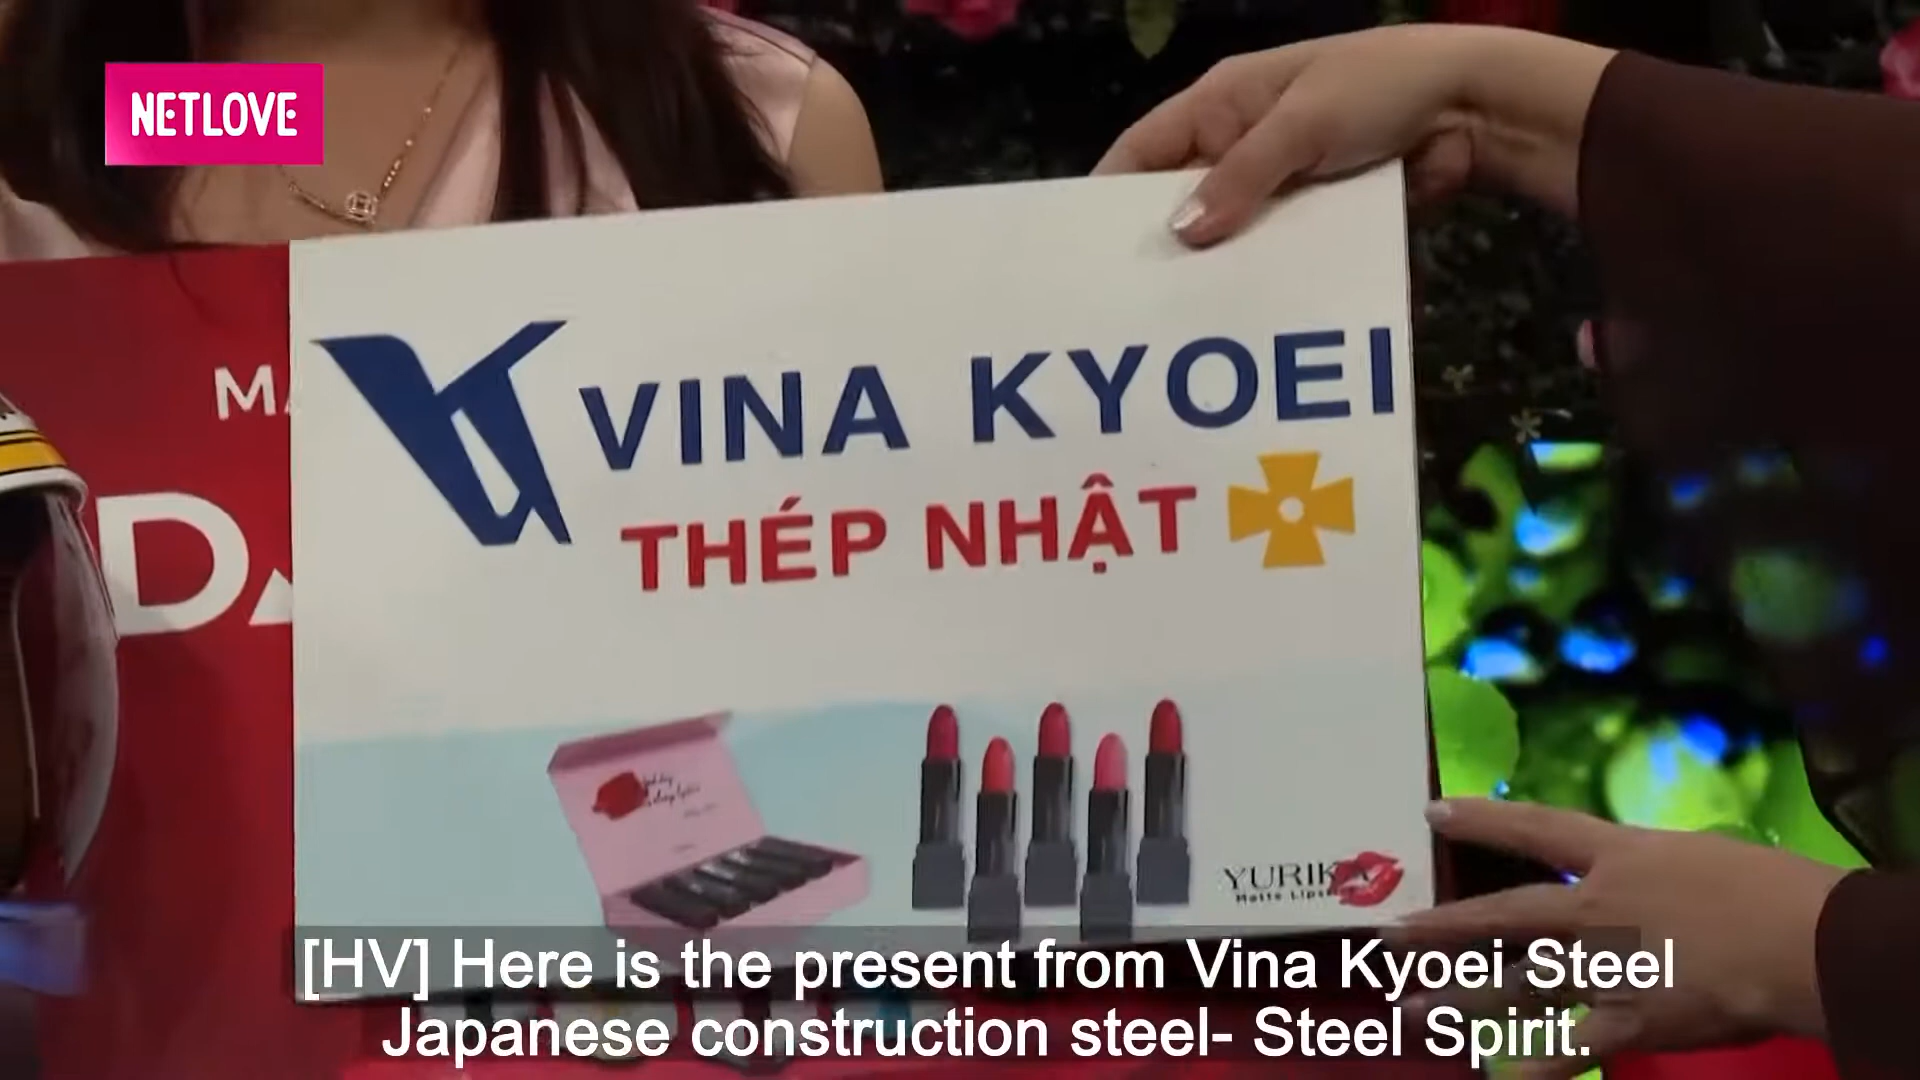 NETLOVE
VINA KYOEI
THÉP NHẬT
YURIKA
[HV] Here is the present from Vina Kyoei Steel
Japanese construction steel- Steel Spirit.